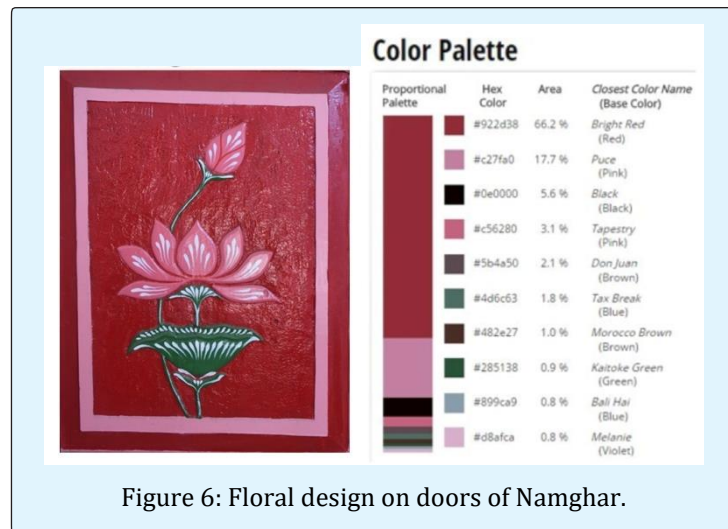 Color Palette
Proportional Palette Hex Color Area Closest Color Name (Base Color)
#922d38 66.2 % Bright Red (Red)
#c27fa0 17.7 % Puce (Pink)
#0e0000 5.6 % Black (Black)
#c56280 3.1 % Tapestry (Pink)
#5b4a50 2.1 % Don Juan (Brown)
#4d6c63 1.8 % Tax Break (Blue)
#482e27 1.0 % Morocco Brown (Brown)
#285138 0.9 % Kaitoke Green (Green)
#899ca9 0.8 % Bali Hai (Blue)
#d8afca 0.8 % Melanie (Violet)
Figure 6: Floral design on doors of Namghar.